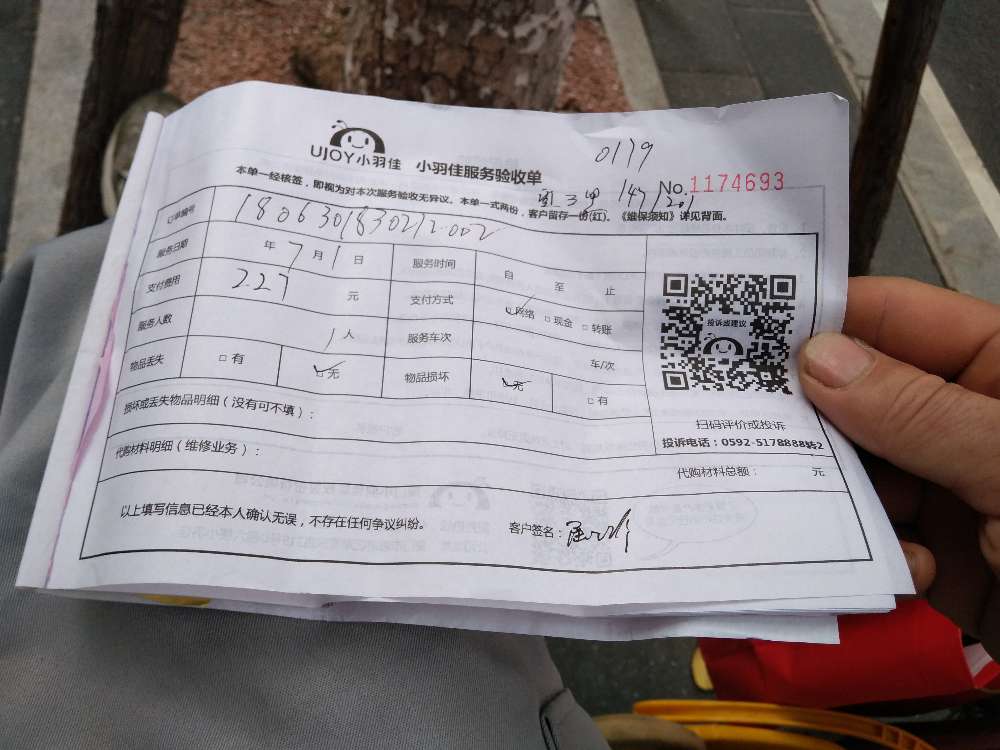 UJOY小羽佳 小羽佳服务验收单
0119
147/201
No.1174693
本单一经核签，即视为对本次服务验收无异议。本单一式两份，客户留存一份(红)。《维保须知》详见背面。
订单编号 1806301830212002
服务日期 年 7 月 1 日 服务时间 自 至 止
支付费用 227 元 支付方式 网络 □现金 □转账
服务人数 1 人 服务车次 车/次
物品丢失 □有 □无 物品损坏 □无 □有
损坏或丢失物品明细（没有可不填）：
代购材料明细（维修业务）：
投诉或建议
扫码评价或投诉
投诉电话：0592-5178888转2
代购材料总额： 元
以上填写信息已经本人确认无误，不存在任何争议纠纷。 客户签名：